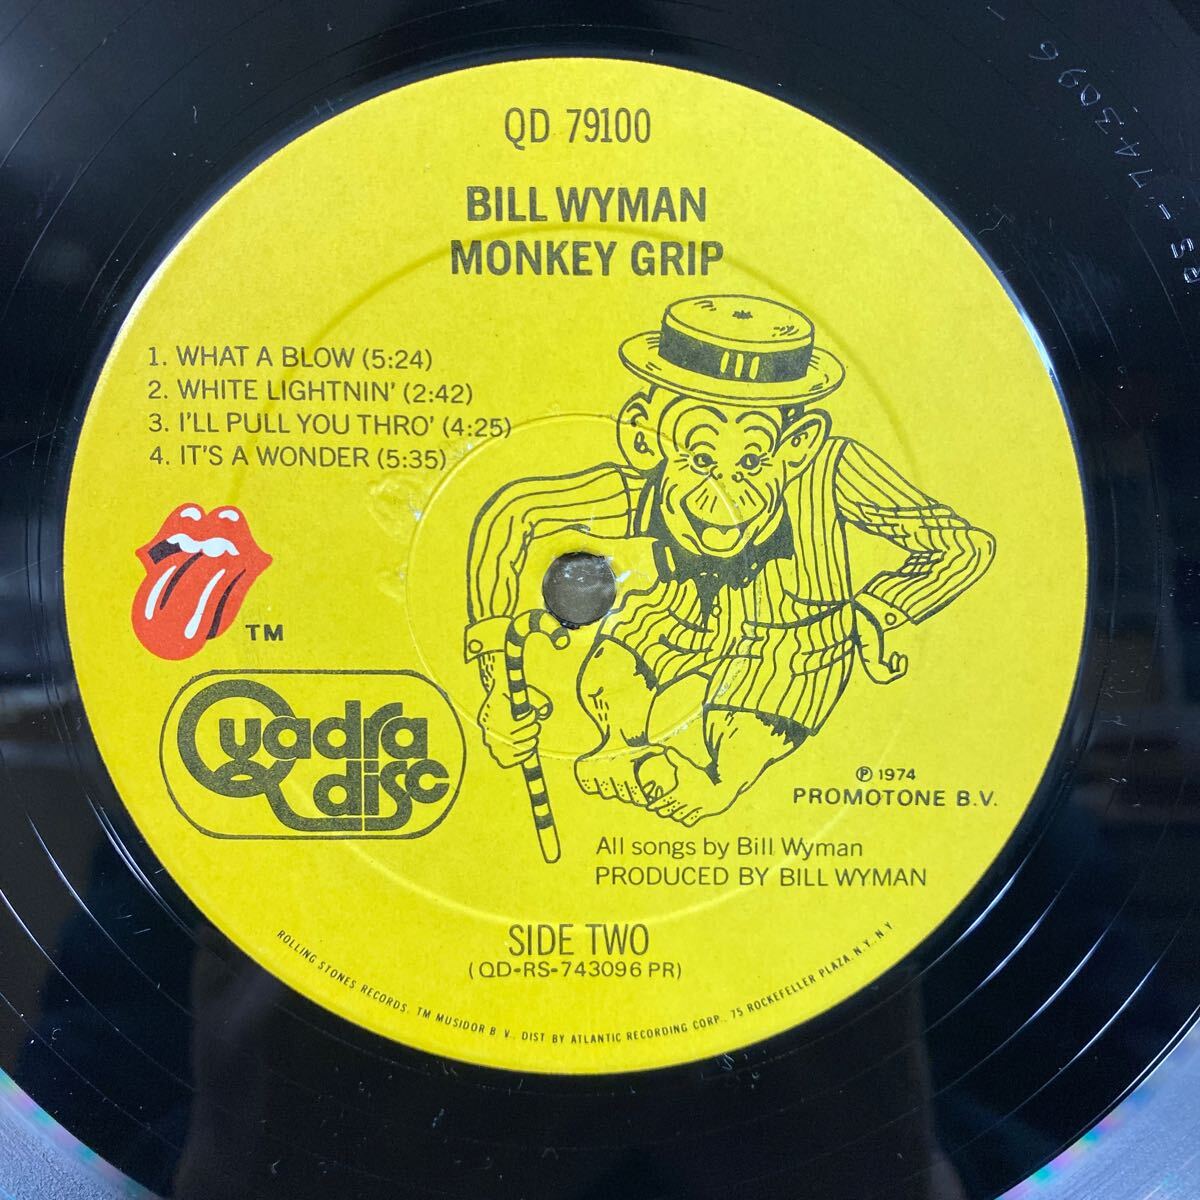 QD 79100
BILL WYMAN
MONKEY GRIP
1. WHAT A BLOW (5:24)
2. WHITE LIGHTNIN' (2:42)
3. I'LL PULL YOU THRO' (4:25)
4. IT'S A WONDER (5:35)
TM
Quadra
disc
℗ 1974
PROMOTONE B.V.
All songs by Bill Wyman
PRODUCED BY BILL WYMAN
SIDE TWO
(QD-RS-743096 PR)
ROLLING STONES RECORDS, TM MUSIDOR B.V., DIST BY ATLANTIC RECORDING CORP., 75 ROCKEFELLER PLAZA, N.Y., N.Y.